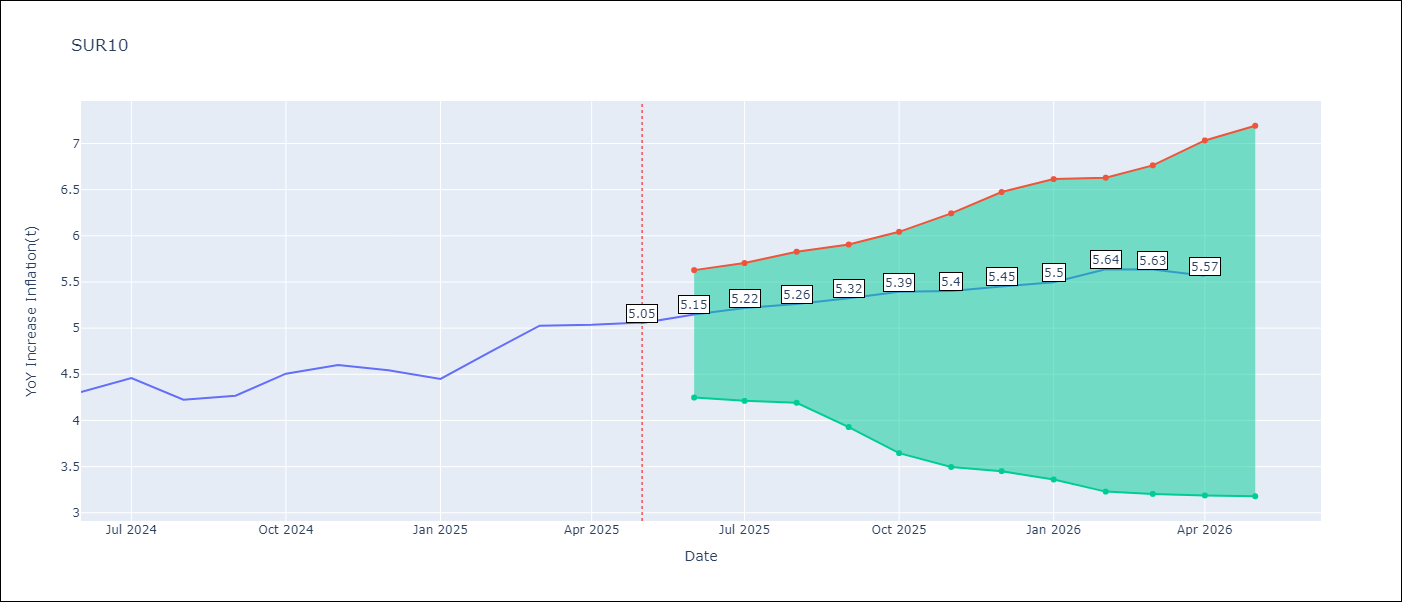 SUR10
YoY Increase Inflation(t)
7
6.5
6
5.5
5
4.5
4
3.5
3
5.05
5.15
5.22
5.26
5.32
5.39
5.4
5.45
5.5
5.64
5.63
5.57
Jul 2024
Oct 2024
Jan 2025
Apr 2025
Jul 2025
Oct 2025
Jan 2026
Apr 2026
Date